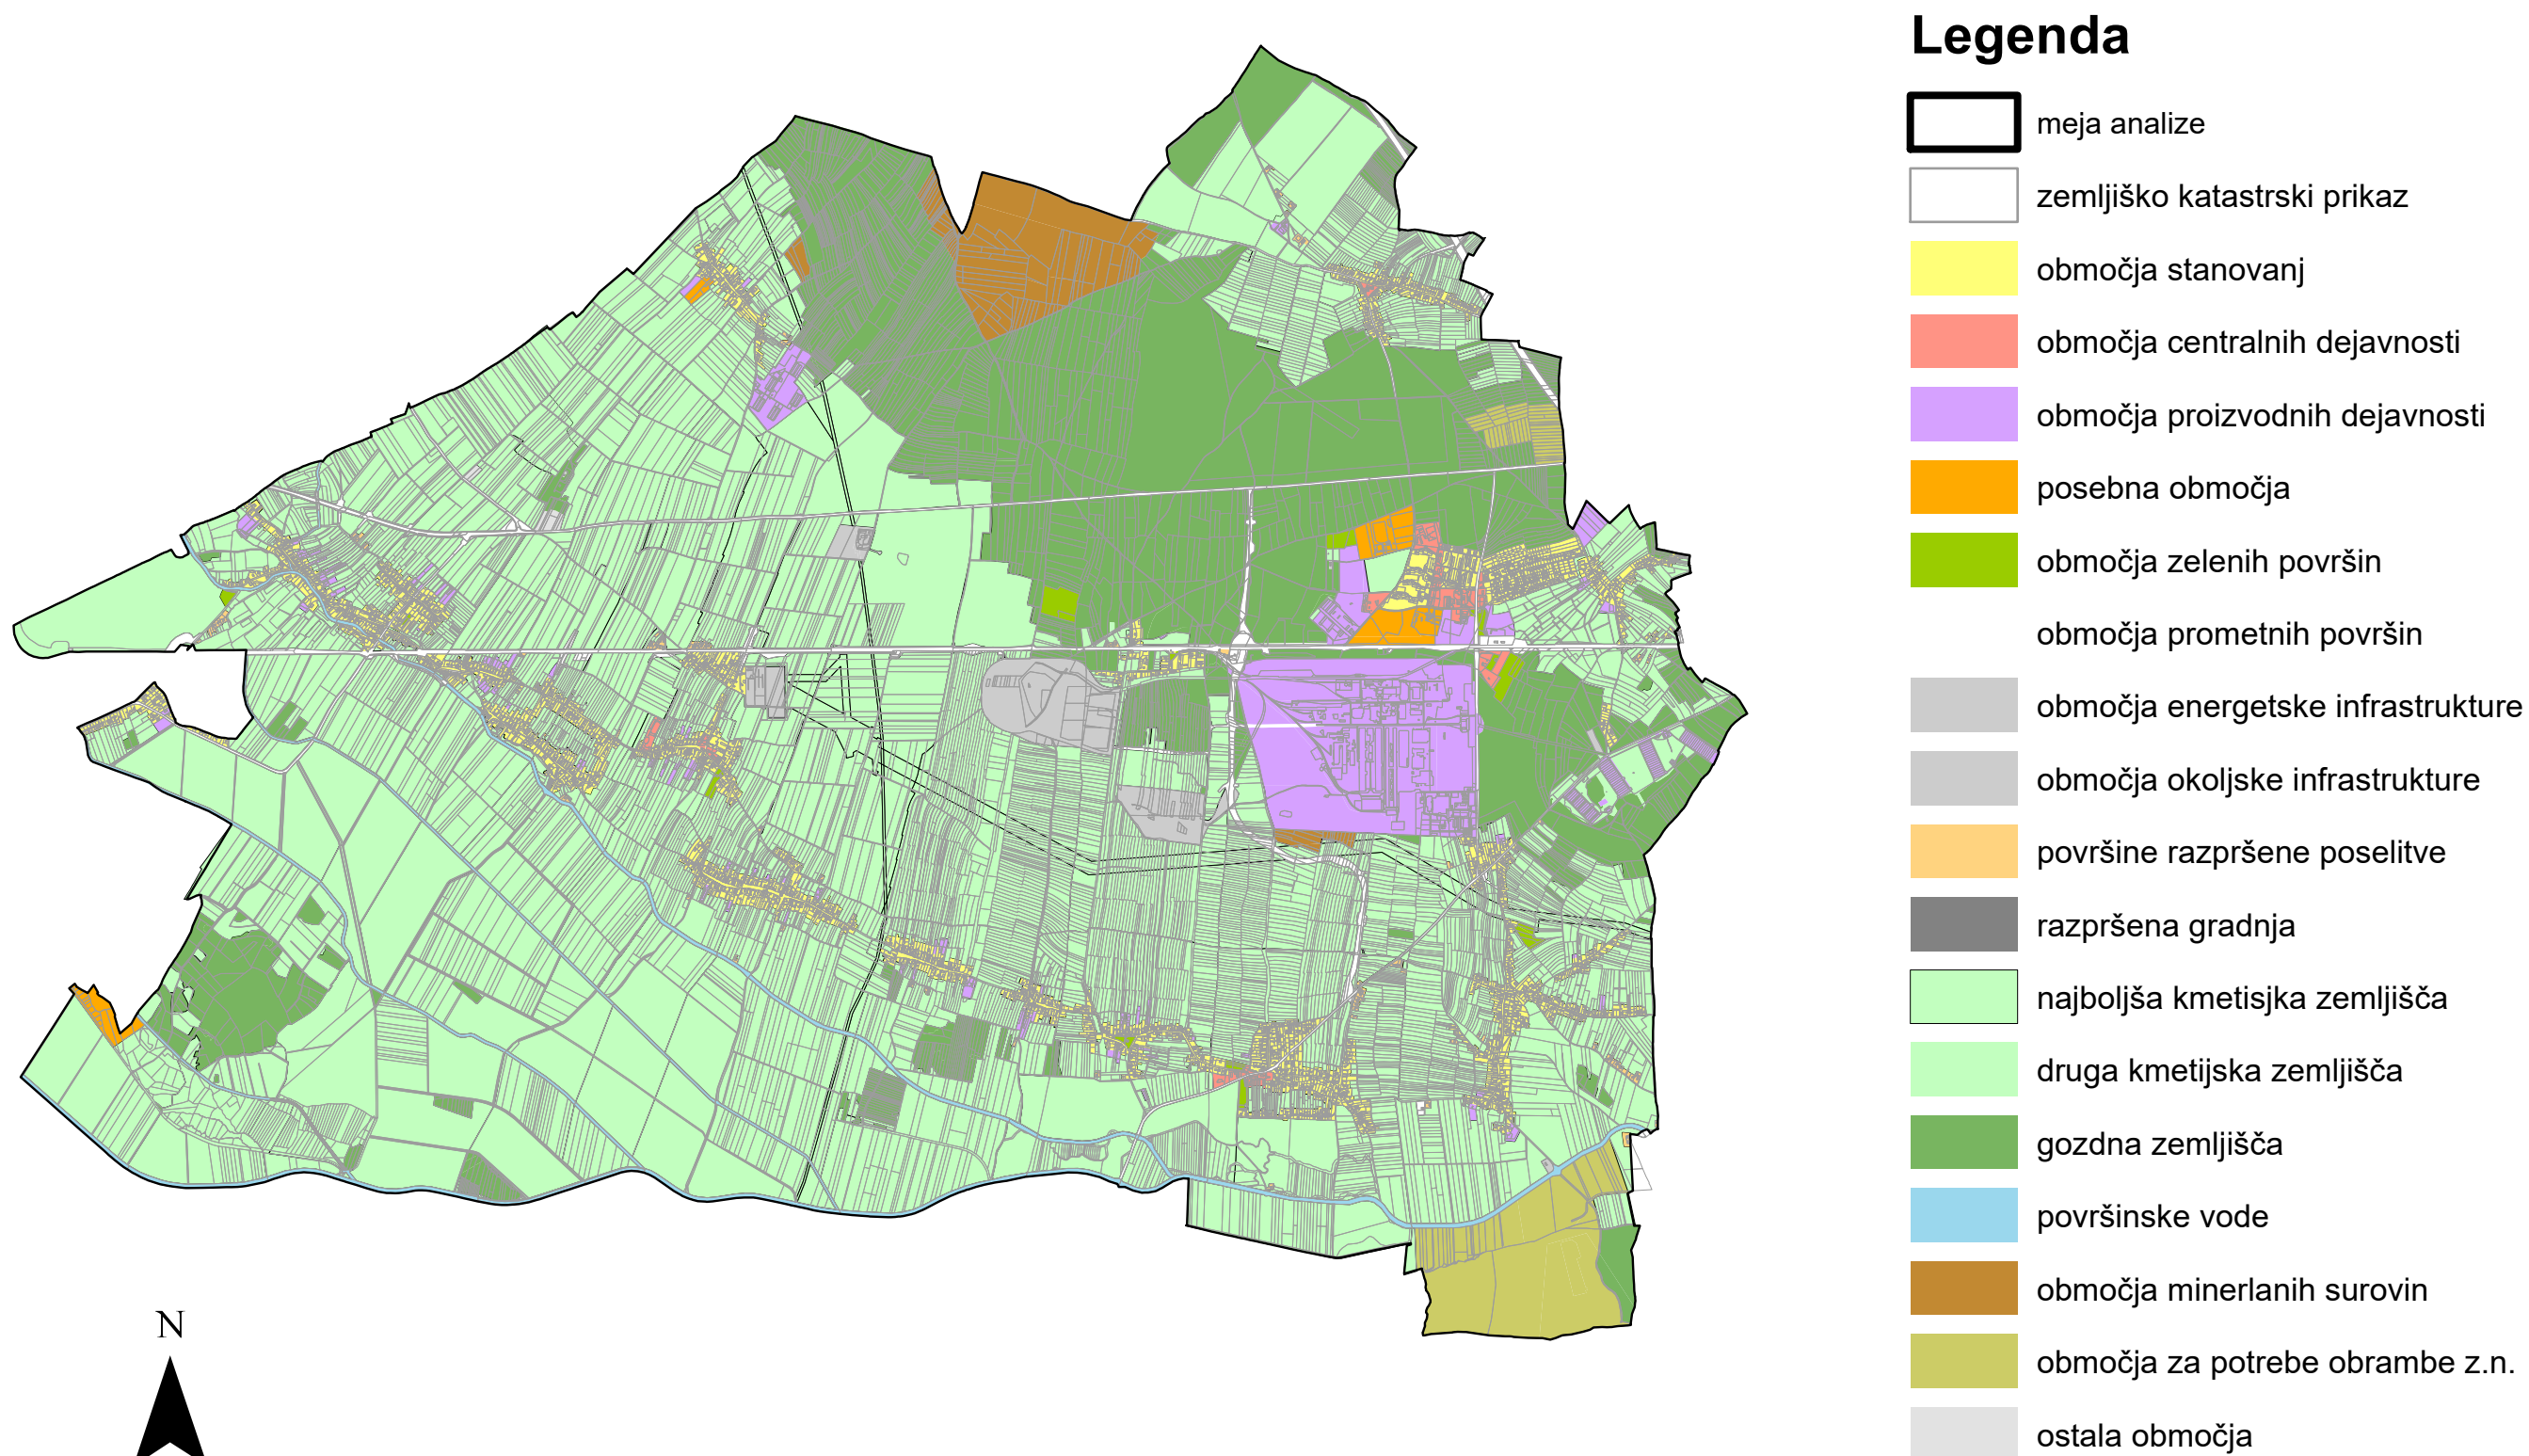 Legenda
meja analize
zemljiško katastrski prikaz
območja stanovanj
območja centralnih dejavnosti
območja proizvodnih dejavnosti
posebna območja
območja zelenih površin
območja prometnih površin
območja energetske infrastrukture
območja okoljske infrastrukture
površine razpršene poselitve
razpršena gradnja
najboljša kmetisjka zemljišča
druga kmetijska zemljišča
gozdna zemljišča
površinske vode
območja minerlanih surovin
območja za potrebe obrambe z.n.
ostala območja
N